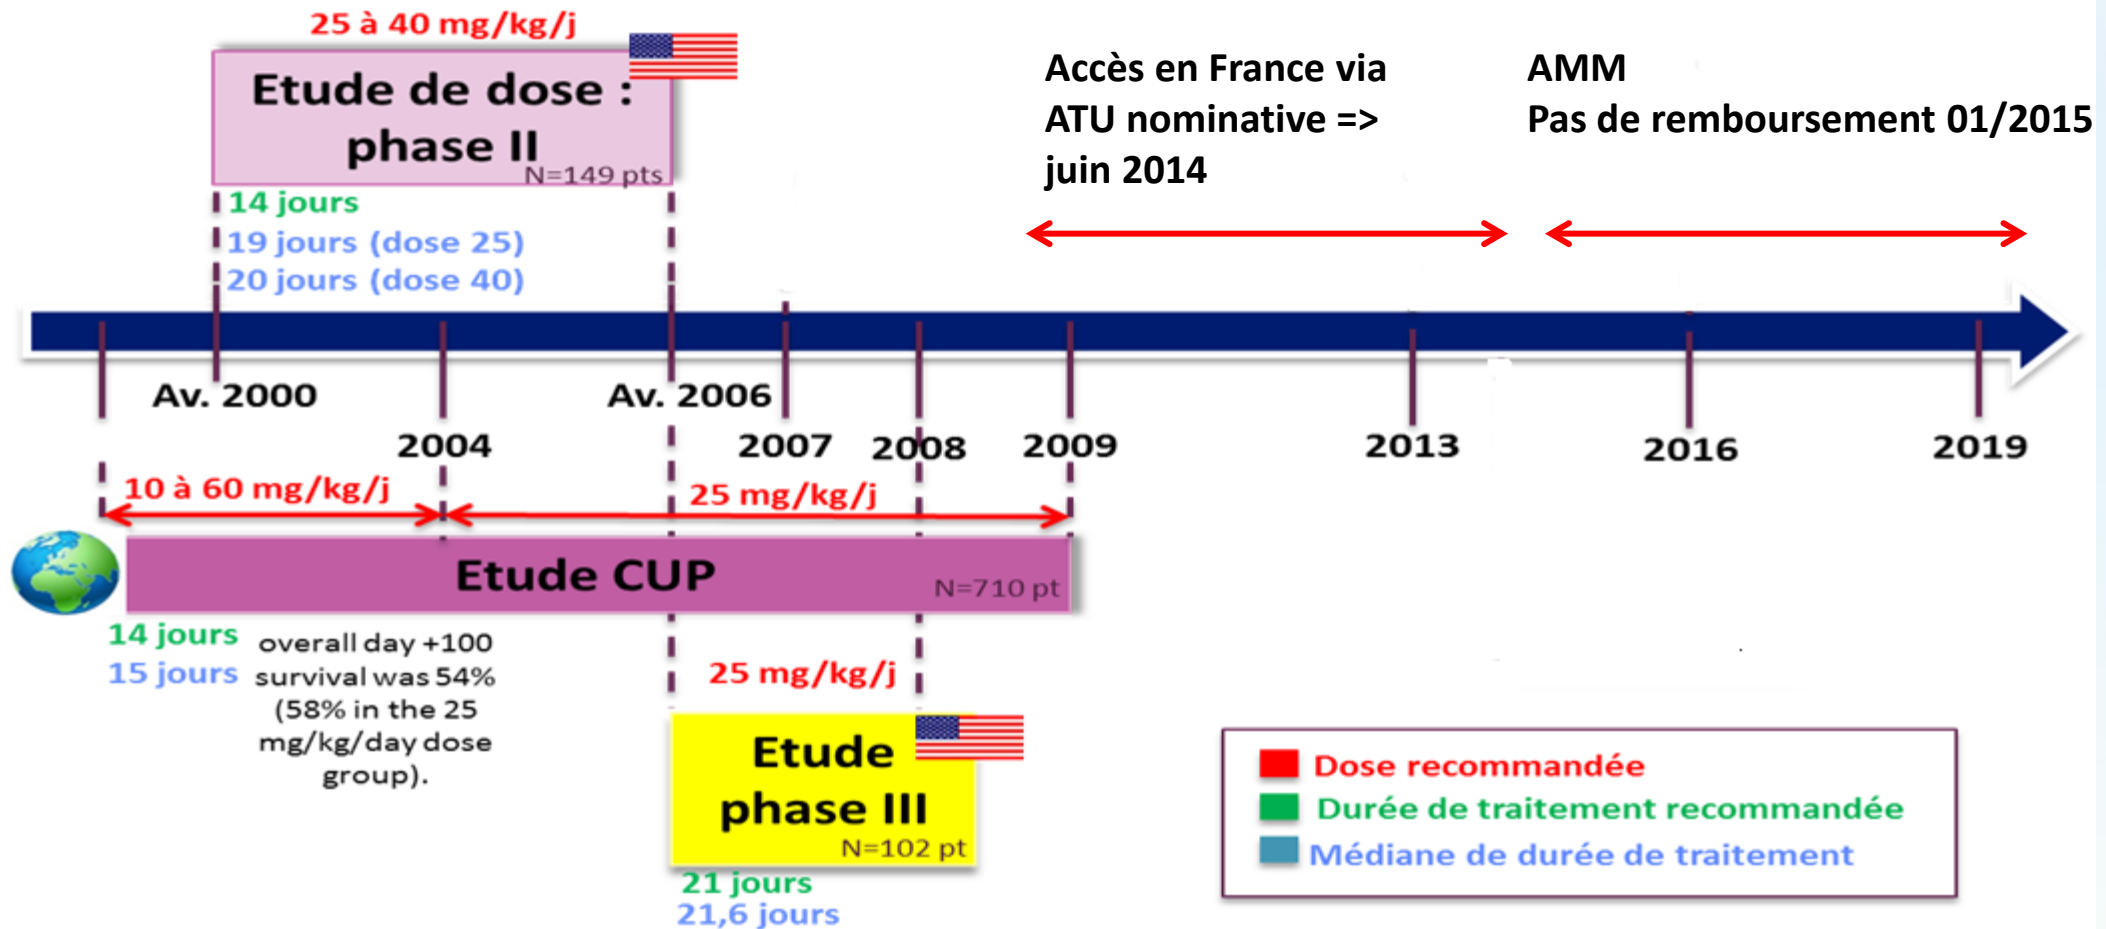 25 à 40 mg/kg/j
Etude de dose :
phase II
N=149 pts
14 jours
19 jours (dose 25)
20 jours (dose 40)
Accès en France via
ATU nominative =>
juin 2014
AMM
Pas de remboursement 01/2015
Av. 2000
2004
Av. 2006
2007
2008
2009
2013
2016
2019
10 à 60 mg/kg/j
25 mg/kg/j
Etude CUP
N=710 pt
14 jours
15 jours
overall day +100
survival was 54%
(58% in the 25
mg/kg/day dose
group).
25 mg/kg/j
Etude
phase III
N=102 pt
21 jours
21,6 jours
Dose recommandée
Durée de traitement recommandée
Médiane de durée de traitement